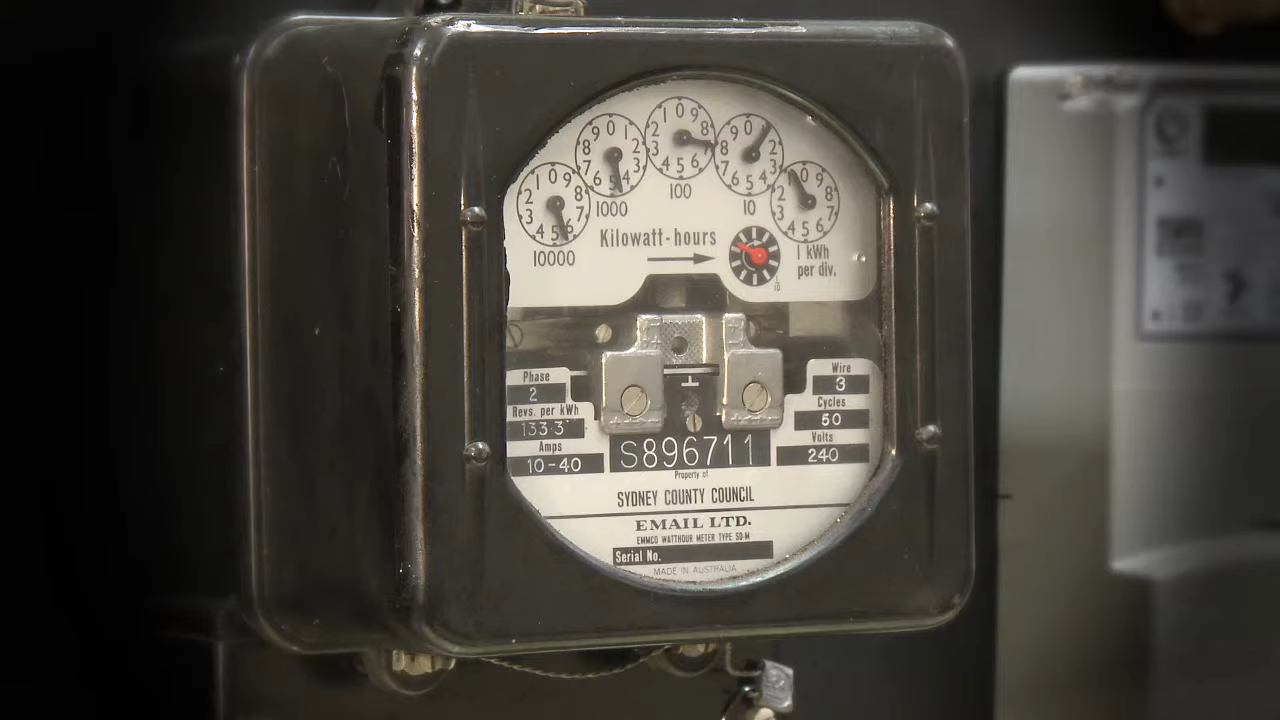 10000
1000
100
10
1 kWh
per div.
Kilowatt-hours
1/10
Phase
2
Revs. per kWh
133·3
Amps
10-40
Wire
3
Cycles
50
Volts
240
S896711
Property of
SYDNEY COUNTY COUNCIL
EMAIL LTD.
EMMCO WATTHOUR METER TYPE SD-M
Serial No.
MADE IN AUSTRALIA